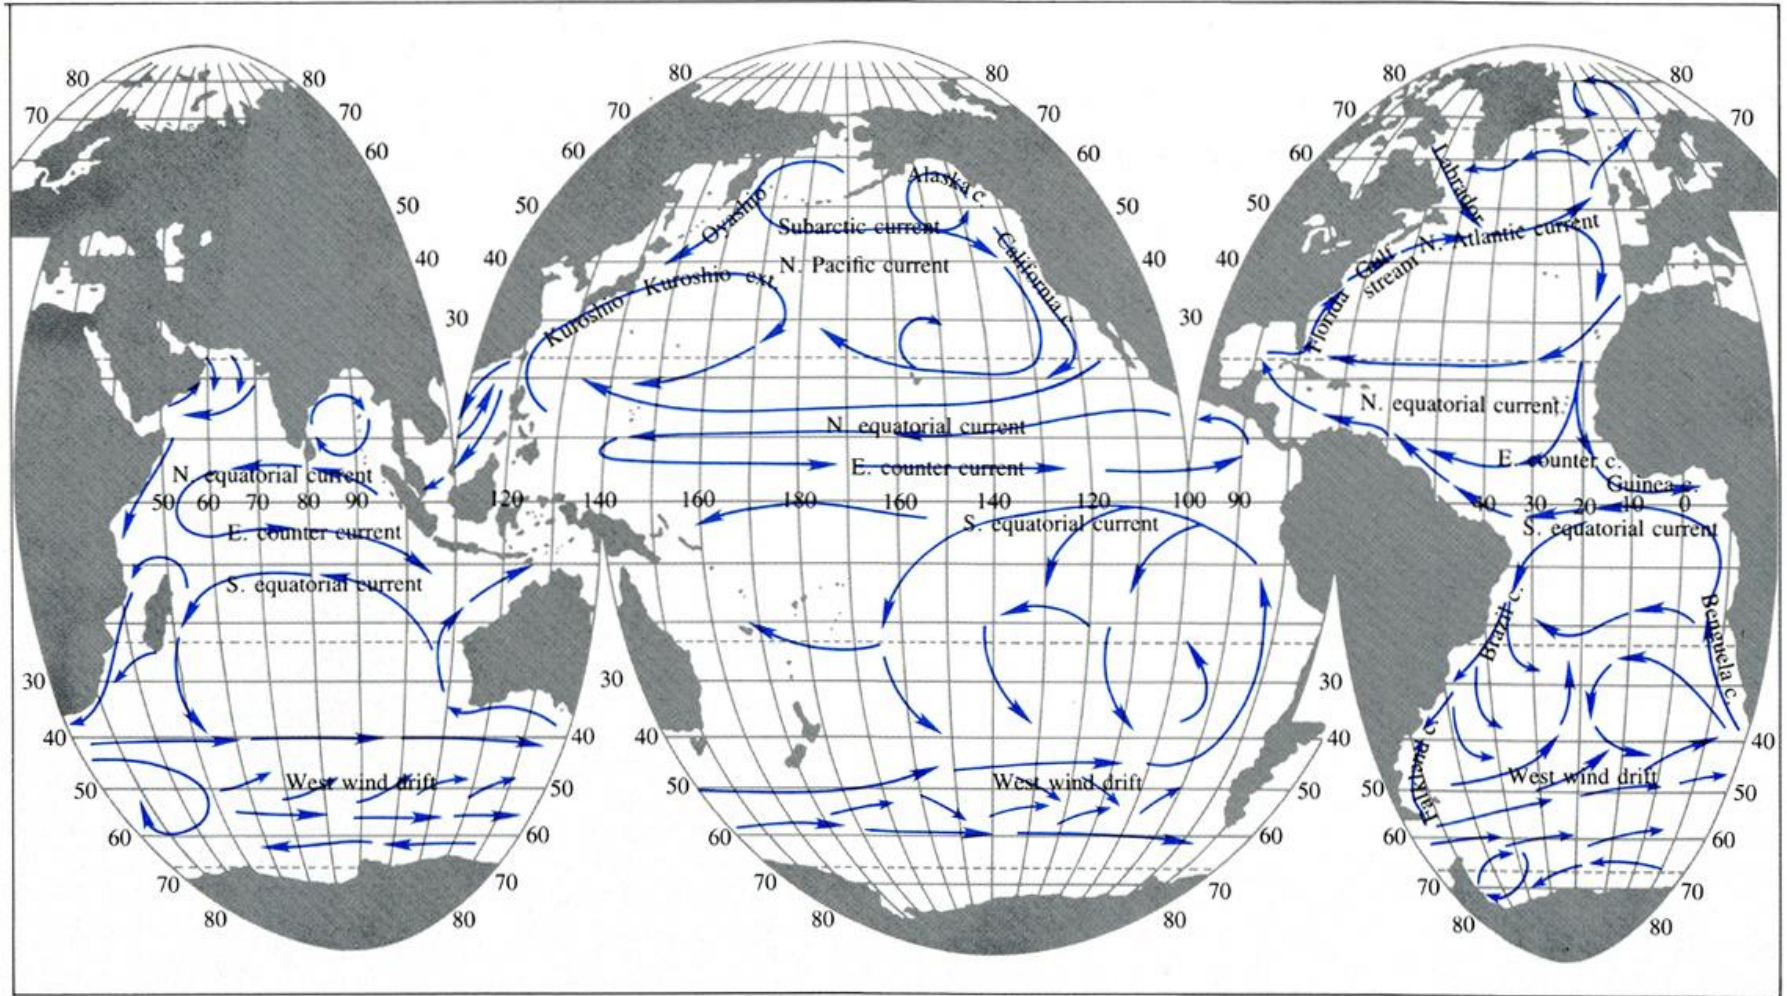 80 80 80 80 80 80
70 70 70 70 70 70
60 60 60 60
50 50 50 50
40 40 40 40
30 30
Oyashio
Alaska c.
Subarctic current
N. Pacific current
California c.
Kuroshio
Kuroshio ext.
Labrador
N. Atlantic current
Gulf
stream
Florida
N. equatorial current
E. counter current
S. equatorial current
N. equatorial current
E. counter current
S. equatorial current
N. equatorial current
E. counter c.
Guinea c.
S. equatorial current
50 60 70 80 90 120 140 160 180 160 140 120 100 90 40 30 20 10 0
Brazil c.
Benguela c.
Falkland c.
30 30 30
40 40 40 40 40
West wind drift
West wind drift
West wind drift
50 50 50 50 50 50
60 60 60 60 60 60
70 70 70 70 70 70
80 80 80 80 80 80